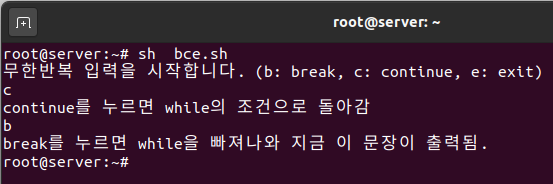 root@server: ~
root@server:~# sh  bce.sh
무한반복 입력을 시작합니다. (b: break, c: continue, e: exit)
c
continue를 누르면 while의 조건으로 돌아감
b
break를 누르면 while을 빠져나와 지금 이 문장이 출력됨.
root@server:~#